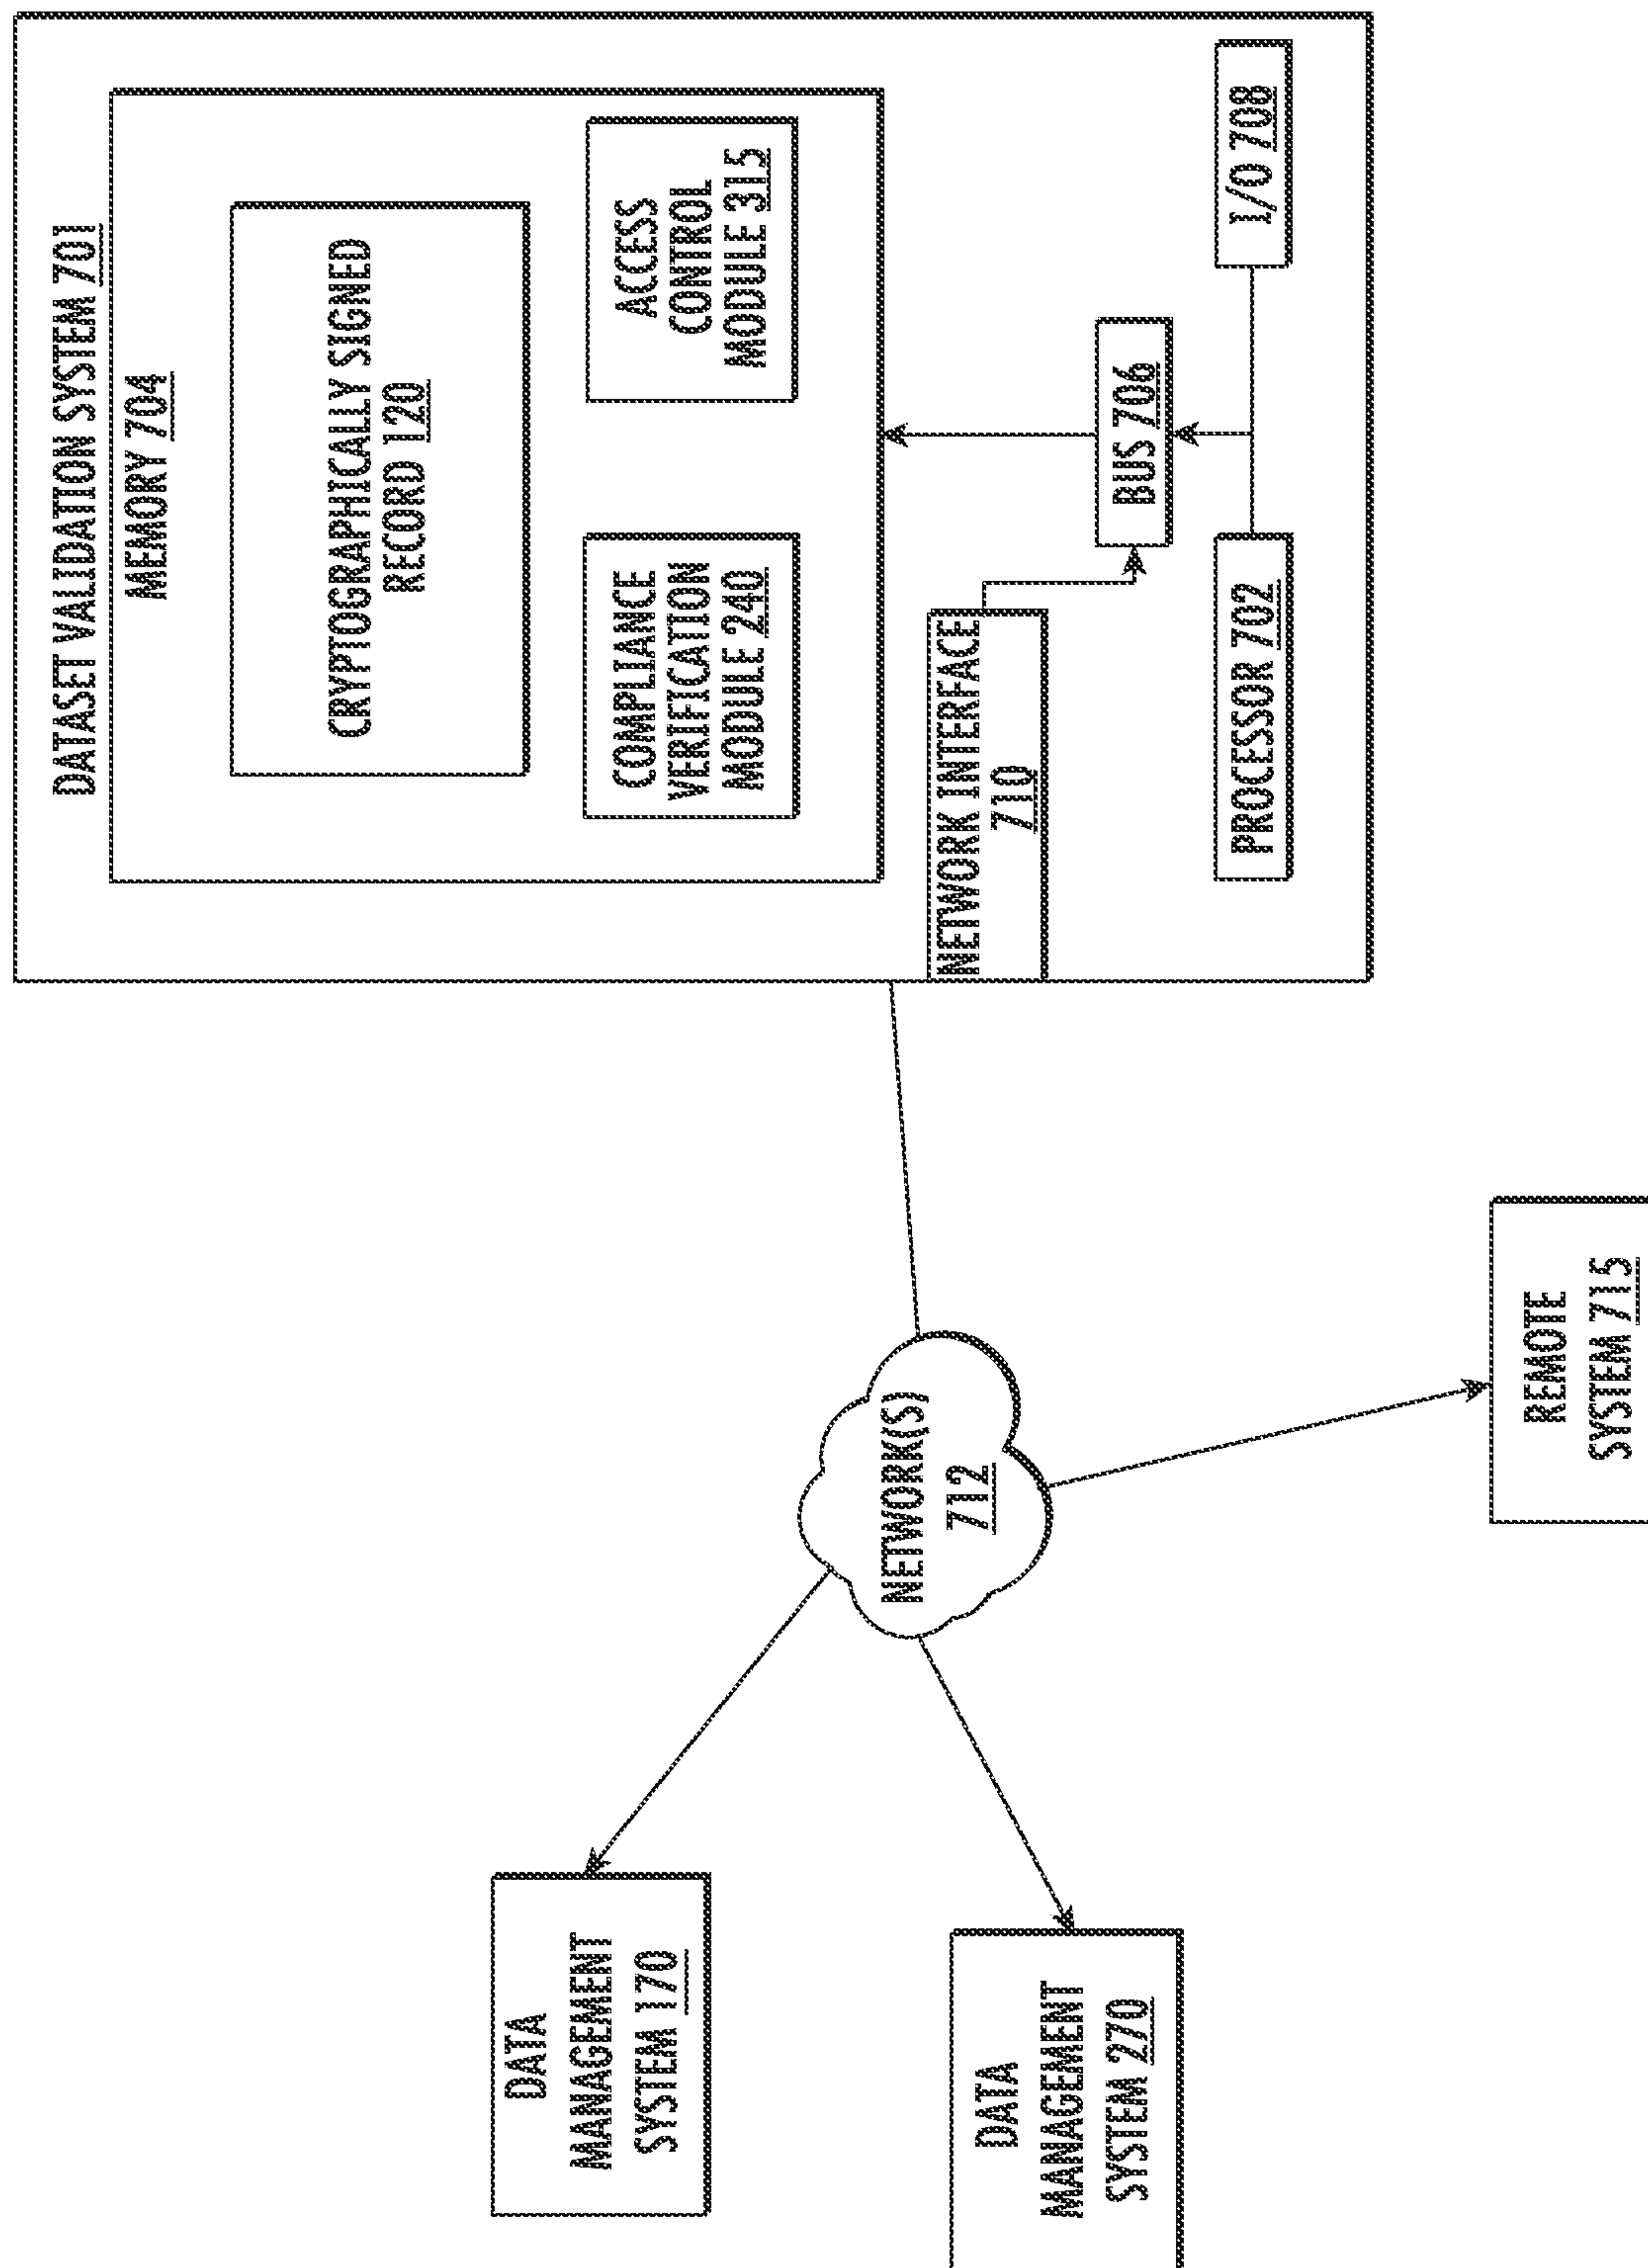 DATASET VALIDATION SYSTEM 701
MEMORY 704
CRYPTOGRAPHICALLY SIGNED
RECORD 120
COMPLIANCE
VERIFICATION
MODULE 240
ACCESS
CONTROL
MODULE 315
NETWORK INTERFACE
710
BUS 706
PROCESSOR 702
I/O 708
NETWORK(S)
712
DATA
MANAGEMENT
SYSTEM 170
DATA
MANAGEMENT
SYSTEM 270
REMOTE
SYSTEM 715